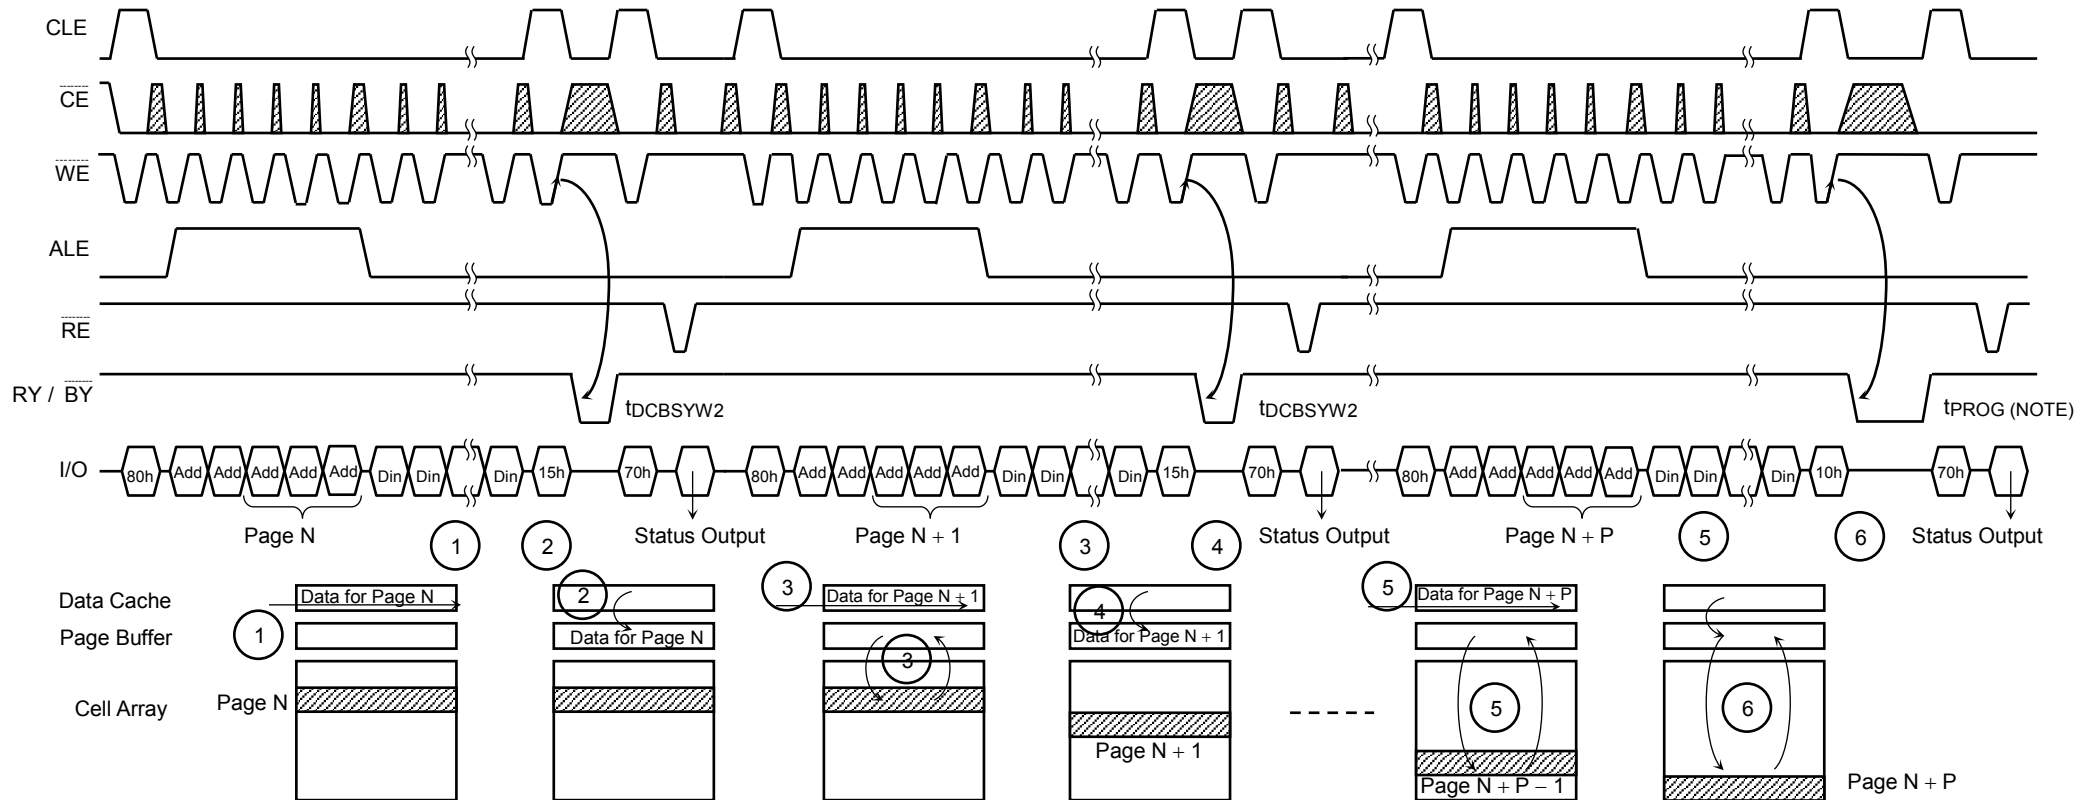 CLE
CE
WE
ALE
RE
RY / BY
tDCBSYW2
tDCBSYW2
tPROG (NOTE)
I/O
80h Add Add Add Add Add Din Din Din 15h 70h 80h Add Add Add Add Add Din Din Din 15h 70h 80h Add Add Add Add Add Din Din Din 10h 70h
Page N 1 2 Status Output Page N + 1 3 4 Status Output Page N + P 5 6 Status Output
Data Cache
Page Buffer
Cell Array
1
Data for Page N
Page N
2
Data for Page N
3
Data for Page N + 1
3
4
Data for Page N + 1
Page N + 1
5
Data for Page N + P
5
Page N + P − 1
6
Page N + P